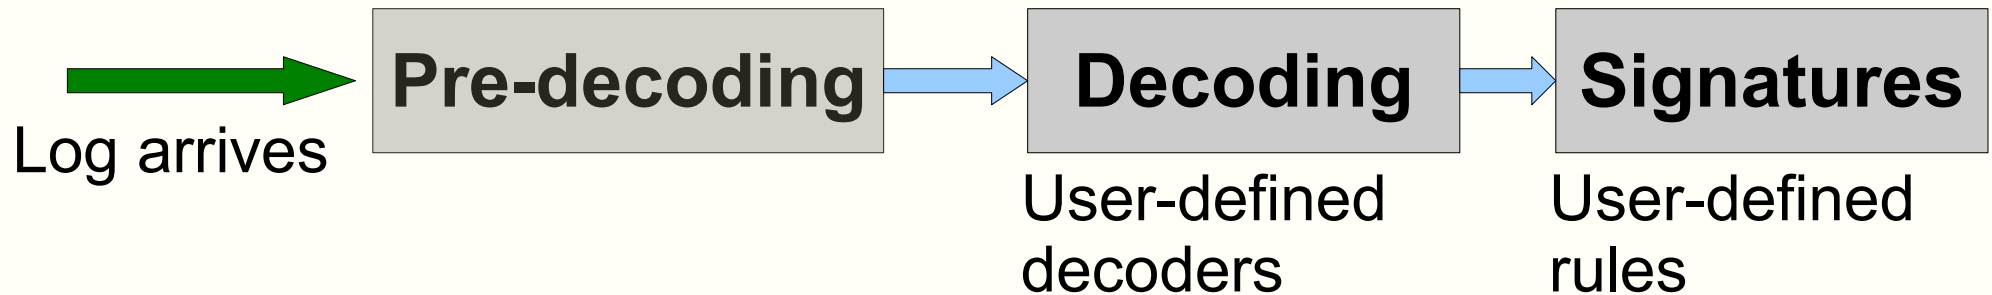 Pre-decoding
Decoding
Signatures
Log arrives
User-defined
decoders
User-defined
rules